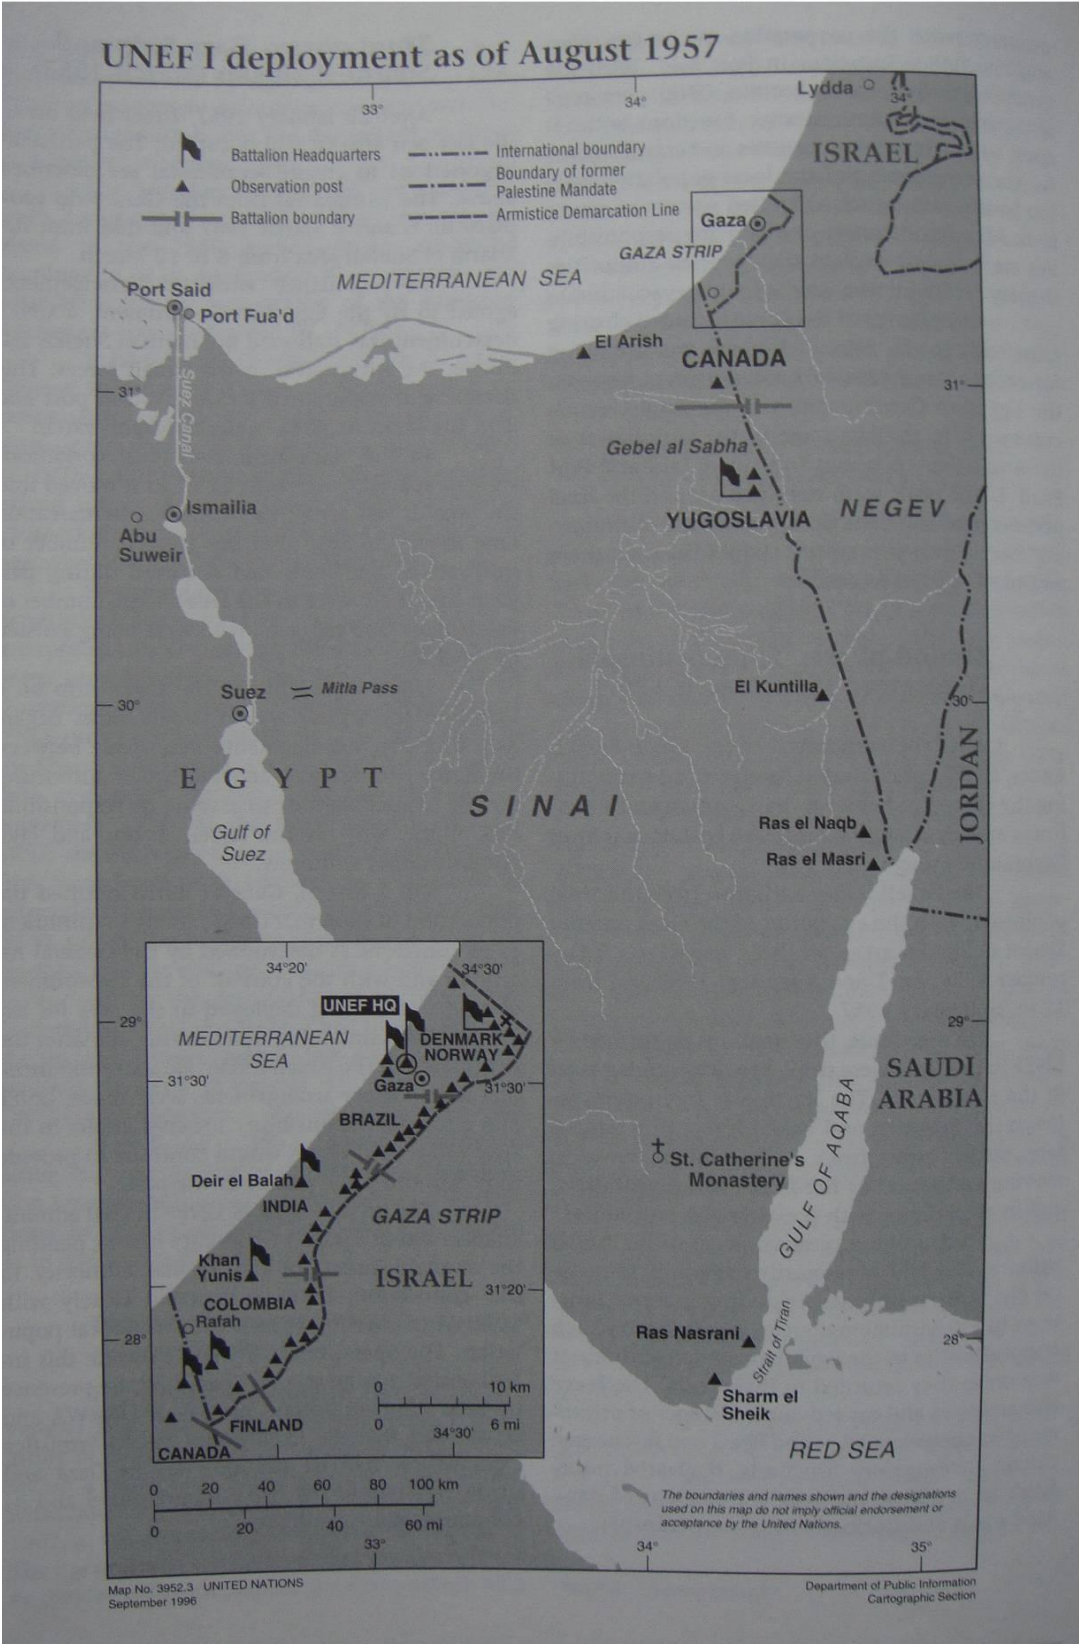 UNEF I deployment as of August 1957
33°
34°
Lydda
34°
ISRAEL
Battalion Headquarters
Observation post
Battalion boundary
International boundary
Boundary of former
Palestine Mandate
Armistice Demarcation Line
Gaza
GAZA STRIP
MEDITERRANEAN SEA
Port Said
Port Fua'd
El Arish
CANADA
31°
31°
Suez Canal
Gebel al Sabha
YUGOSLAVIA
NEGEV
Ismailia
Abu
Suweir
El Kuntilla
Suez
Mitla Pass
30°
30°
EGYPT
SINAI
JORDAN
Gulf of
Suez
Ras el Naqb
Ras el Masri
34°20'
34°30'
UNEF HQ
MEDITERRANEAN
SEA
DENMARK
NORWAY
29°
29°
31°30'
Gaza
31°30'
SAUDI
ARABIA
BRAZIL
GULF OF AQABA
St. Catherine's
Monastery
Deir el Balah
INDIA
GAZA STRIP
Khan
Yunis
ISRAEL
31°20'
COLOMBIA
Rafah
28°
28°
Ras Nasrani
Strait of Tiran
Sharm el
Sheik
0 10 km
0 6 mi
34°30'
FINLAND
CANADA
RED SEA
0 20 40 60 80 100 km
0 20 40 60 mi
The boundaries and names shown and the designations
used on this map do not imply official endorsement or
acceptance by the United Nations.
33°
34°
35°
Map No. 3952.3 UNITED NATIONS
September 1996
Department of Public Information
Cartographic Section